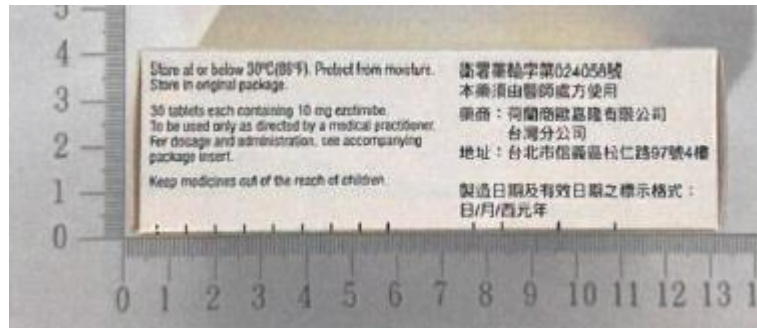 Store at or below 30°C(86°F). Protect from moisture.
Store in original package.
30 tablets each containing 10 mg ezetimibe.
To be used only as directed by a medical practitioner.
For dosage and administration, see accompanying
package insert.
Keep medicines out of the reach of children.
衛署藥輸字第024058號
本藥須由醫師處方使用
藥商：荷蘭商歐嘉隆有限公司
台灣分公司
地址：台北市信義區松仁路97號4樓
製造日期及有效日期之標示格式：
日/月/西元年
5
4
3
2
1
0
0 1 2 3 4 5 6 7 8 9 10 11 12 13 1